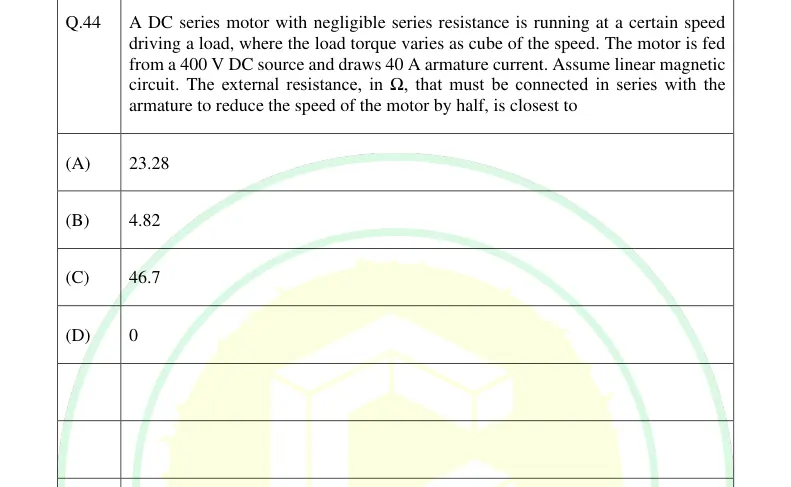 Q.44 A DC series motor with negligible series resistance is running at a certain speed
driving a load, where the load torque varies as cube of the speed. The motor is fed
from a 400 V DC source and draws 40 A armature current. Assume linear magnetic
circuit. The external resistance, in Ω, that must be connected in series with the
armature to reduce the speed of the motor by half, is closest to
(A) 23.28
(B) 4.82
(C) 46.7
(D) 0